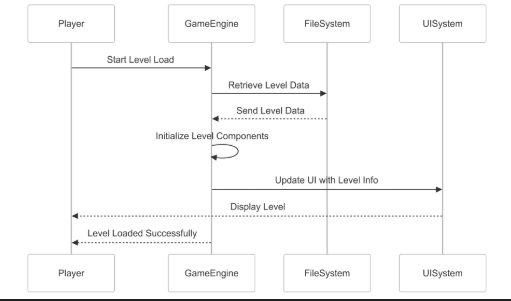 Player
GameEngine
FileSystem
UISystem
Start Level Load
Retrieve Level Data
Send Level Data
Initialize Level Components
Update UI with Level Info
Display Level
Level Loaded Successfully
Player
GameEngine
FileSystem
UISystem